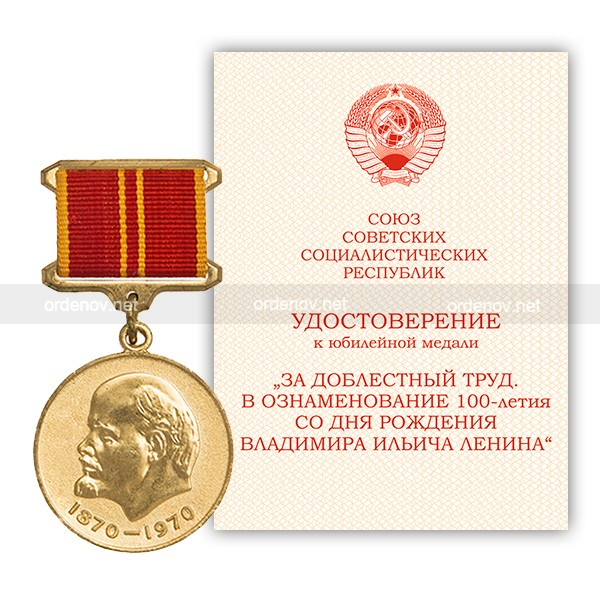 СОЮЗ
СОВЕТСКИХ
СОЦИАЛИСТИЧЕСКИХ
РЕСПУБЛИК
ordenov.net ordenov.net ordenov.net
УДОСТОВЕРЕНИЕ
к юбилейной медали
„ЗА ДОБЛЕСТНЫЙ ТРУД.
В ОЗНАМЕНОВАНИЕ 100-летия
СО ДНЯ РОЖДЕНИЯ
ВЛАДИМИРА ИЛЬИЧА ЛЕНИНА“
1870–1970